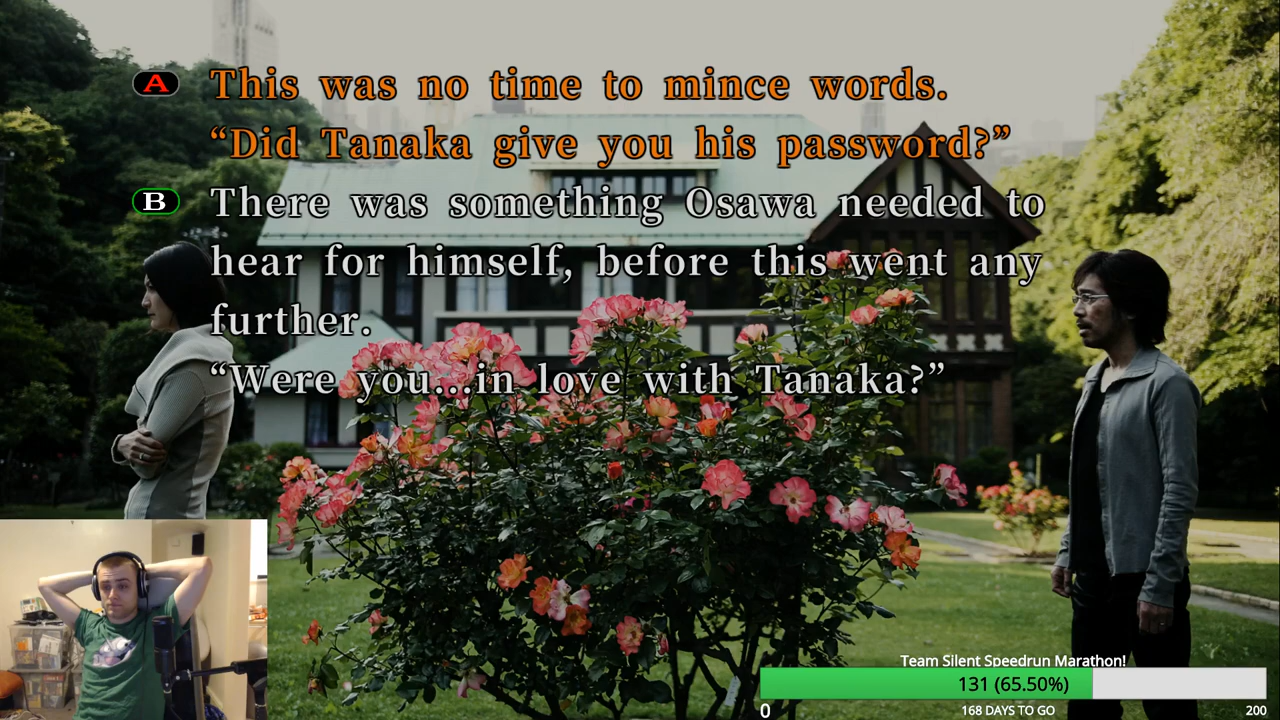 A This was no time to mince words.
“Did Tanaka give you his password?”
B There was something Osawa needed to
hear for himself, before this went any
further.
“Were you...in love with Tanaka?”
Team Silent Speedrun Marathon!
131 (65.50%)
0 168 DAYS TO GO 200